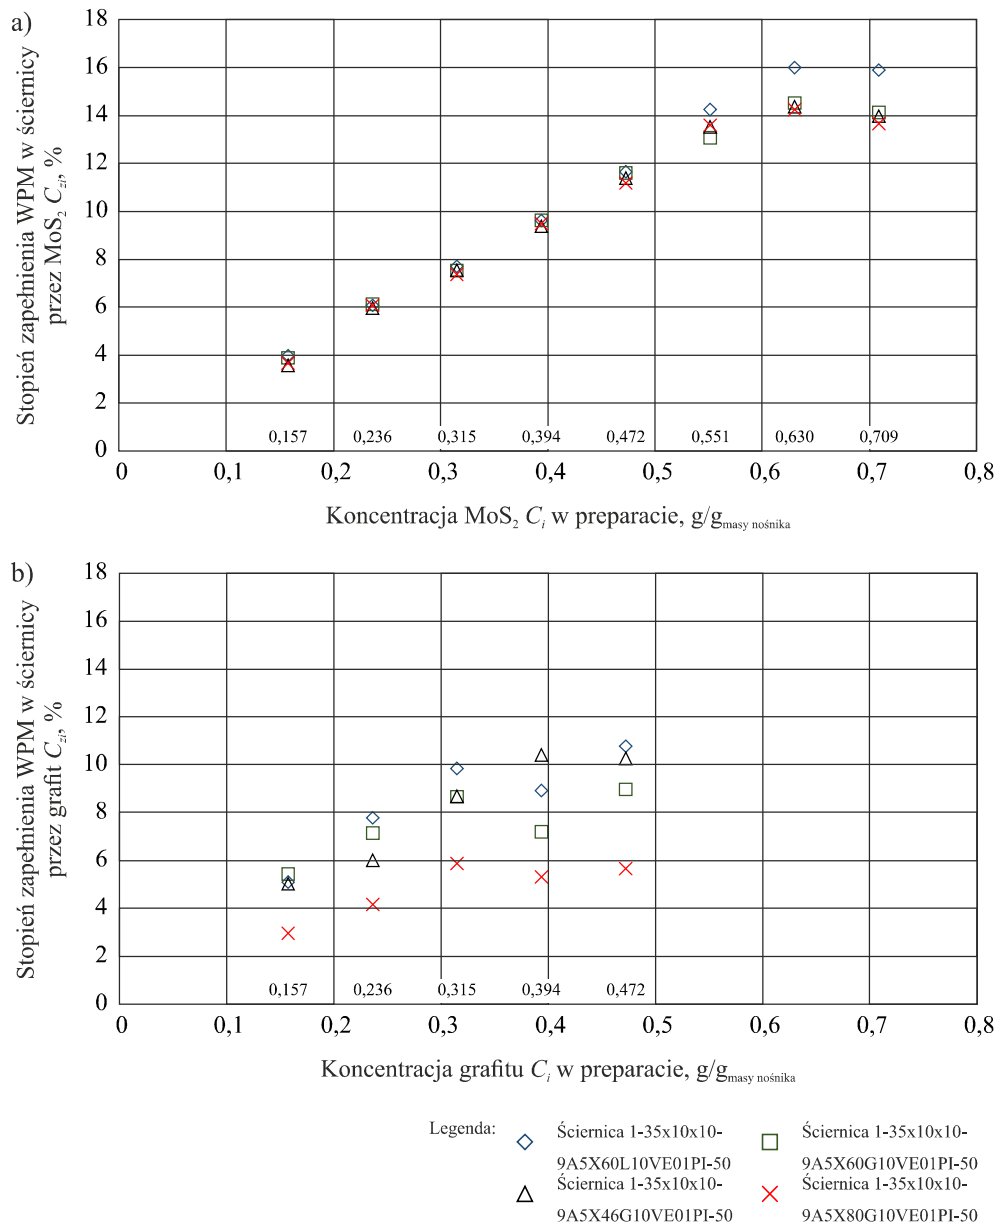 a)
Stopień zapełnienia WPM w ściernicy
przez MoS₂ C_zi, %
18
16
14
12
10
8
6
4
2
0
0,157 0,236 0,315 0,394 0,472 0,551 0,630 0,709
0 0,1 0,2 0,3 0,4 0,5 0,6 0,7 0,8
Koncentracja MoS₂ C_i w preparacie, g/g_masy nośnika
b)
Stopień zapełnienia WPM w ściernicy
przez grafit C_zi, %
18
16
14
12
10
8
6
4
2
0
0,157 0,236 0,315 0,394 0,472
0 0,1 0,2 0,3 0,4 0,5 0,6 0,7 0,8
Koncentracja grafitu C_i w preparacie, g/g_masy nośnika
Legenda:
Ściernica 1-35x10x10-
9A5X60L10VE01PI-50
Ściernica 1-35x10x10-
9A5X60G10VE01PI-50
Ściernica 1-35x10x10-
9A5X46G10VE01PI-50
Ściernica 1-35x10x10-
9A5X80G10VE01PI-50